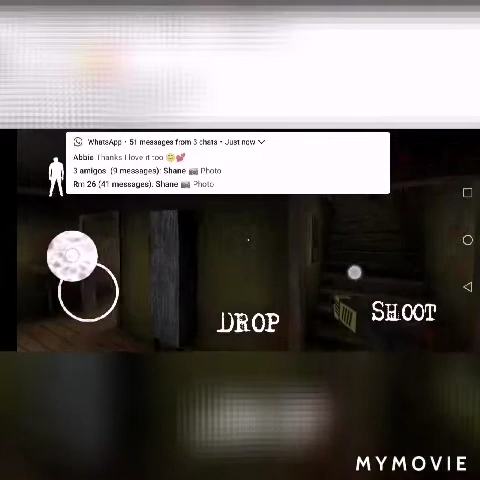 WhatsApp • 51 messages from 3 chats • Just now
Abbie Thanks I love it too 😊💕
3 amigos (9 messages): Shane 📷 Photo
Rm 26 (41 messages): Shane 📷 Photo
DROP
SHOOT
MYMOVIE